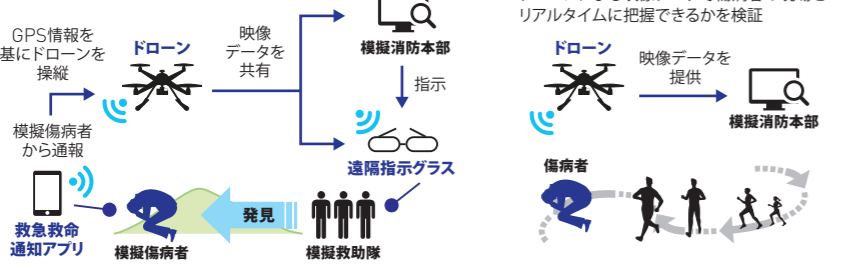 GPS情報を
基にドローンを
操縦
ドローン
映像
データを
共有
模擬消防本部
指示
模擬傷病者
から通報
遠隔指示グラス
救急救命
通知アプリ
模擬傷病者
発見
模擬救助隊
リアルタイムに把握できるかを検証
ドローン
映像データを
提供
模擬消防本部
傷病者